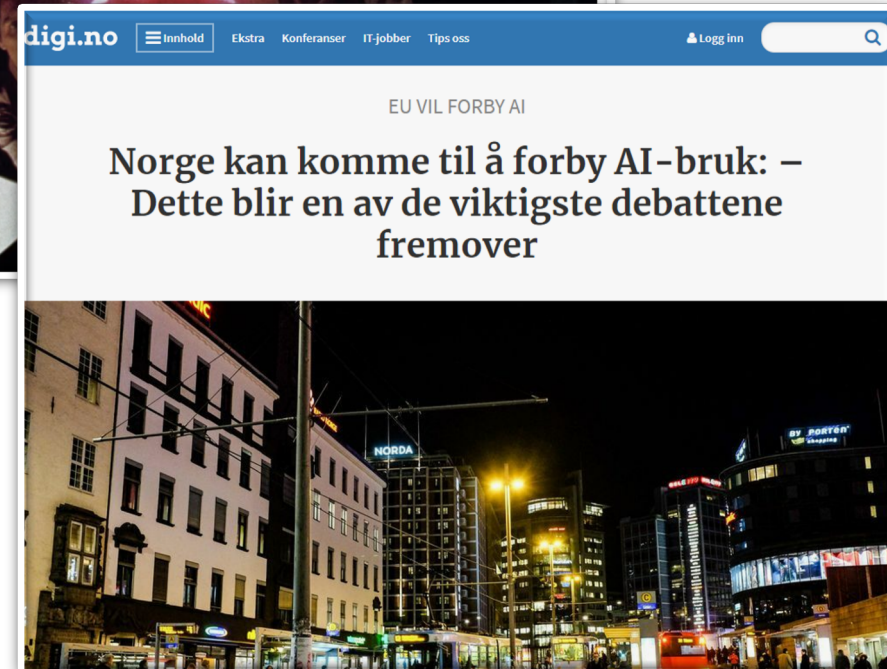 digi.no
Innhold
Ekstra
Konferanser
IT-jobber
Tips oss
Logg inn
EU VIL FORBY AI
Norge kan komme til å forby AI-bruk: –
Dette blir en av de viktigste debattene
fremover
NORDA
BY PORTEN
shopping